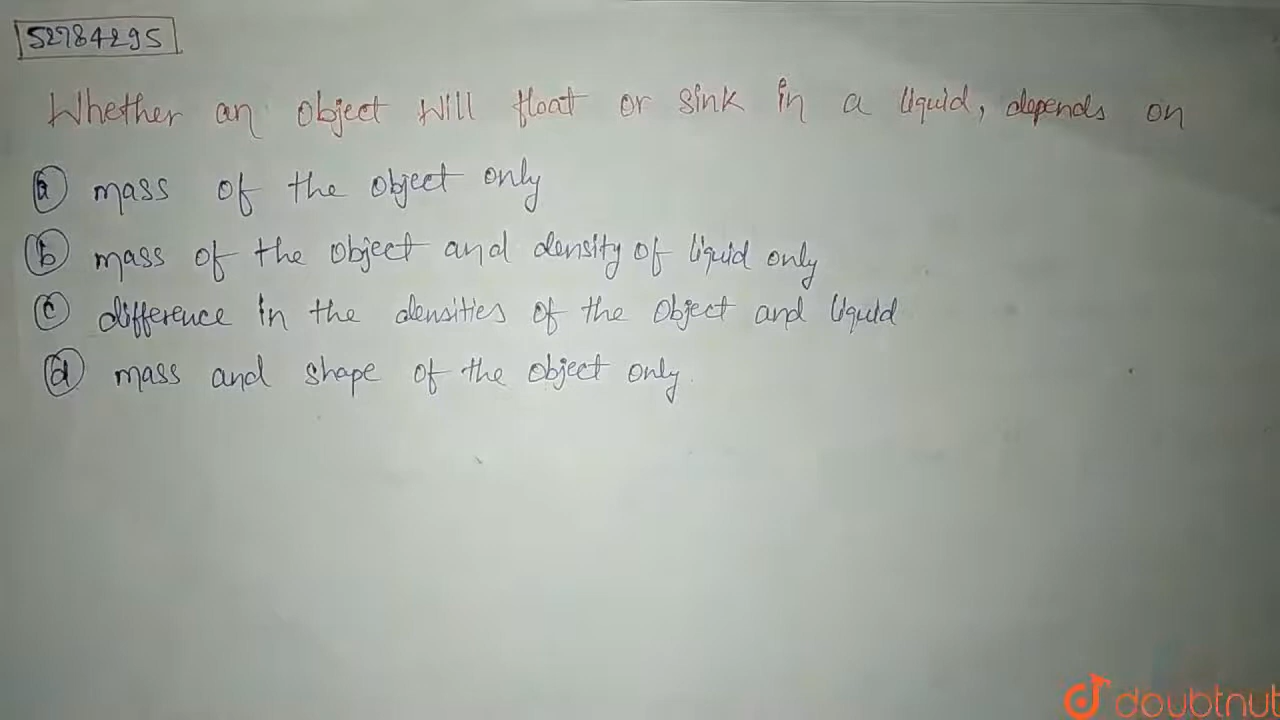 52784295
Whether an object will float or sink in a liquid, depends on
(a) mass of the object only
(b) mass of the object and density of liquid only
(c) difference in the densities of the object and liquid
(d) mass and shape of the object only.
doubtnut